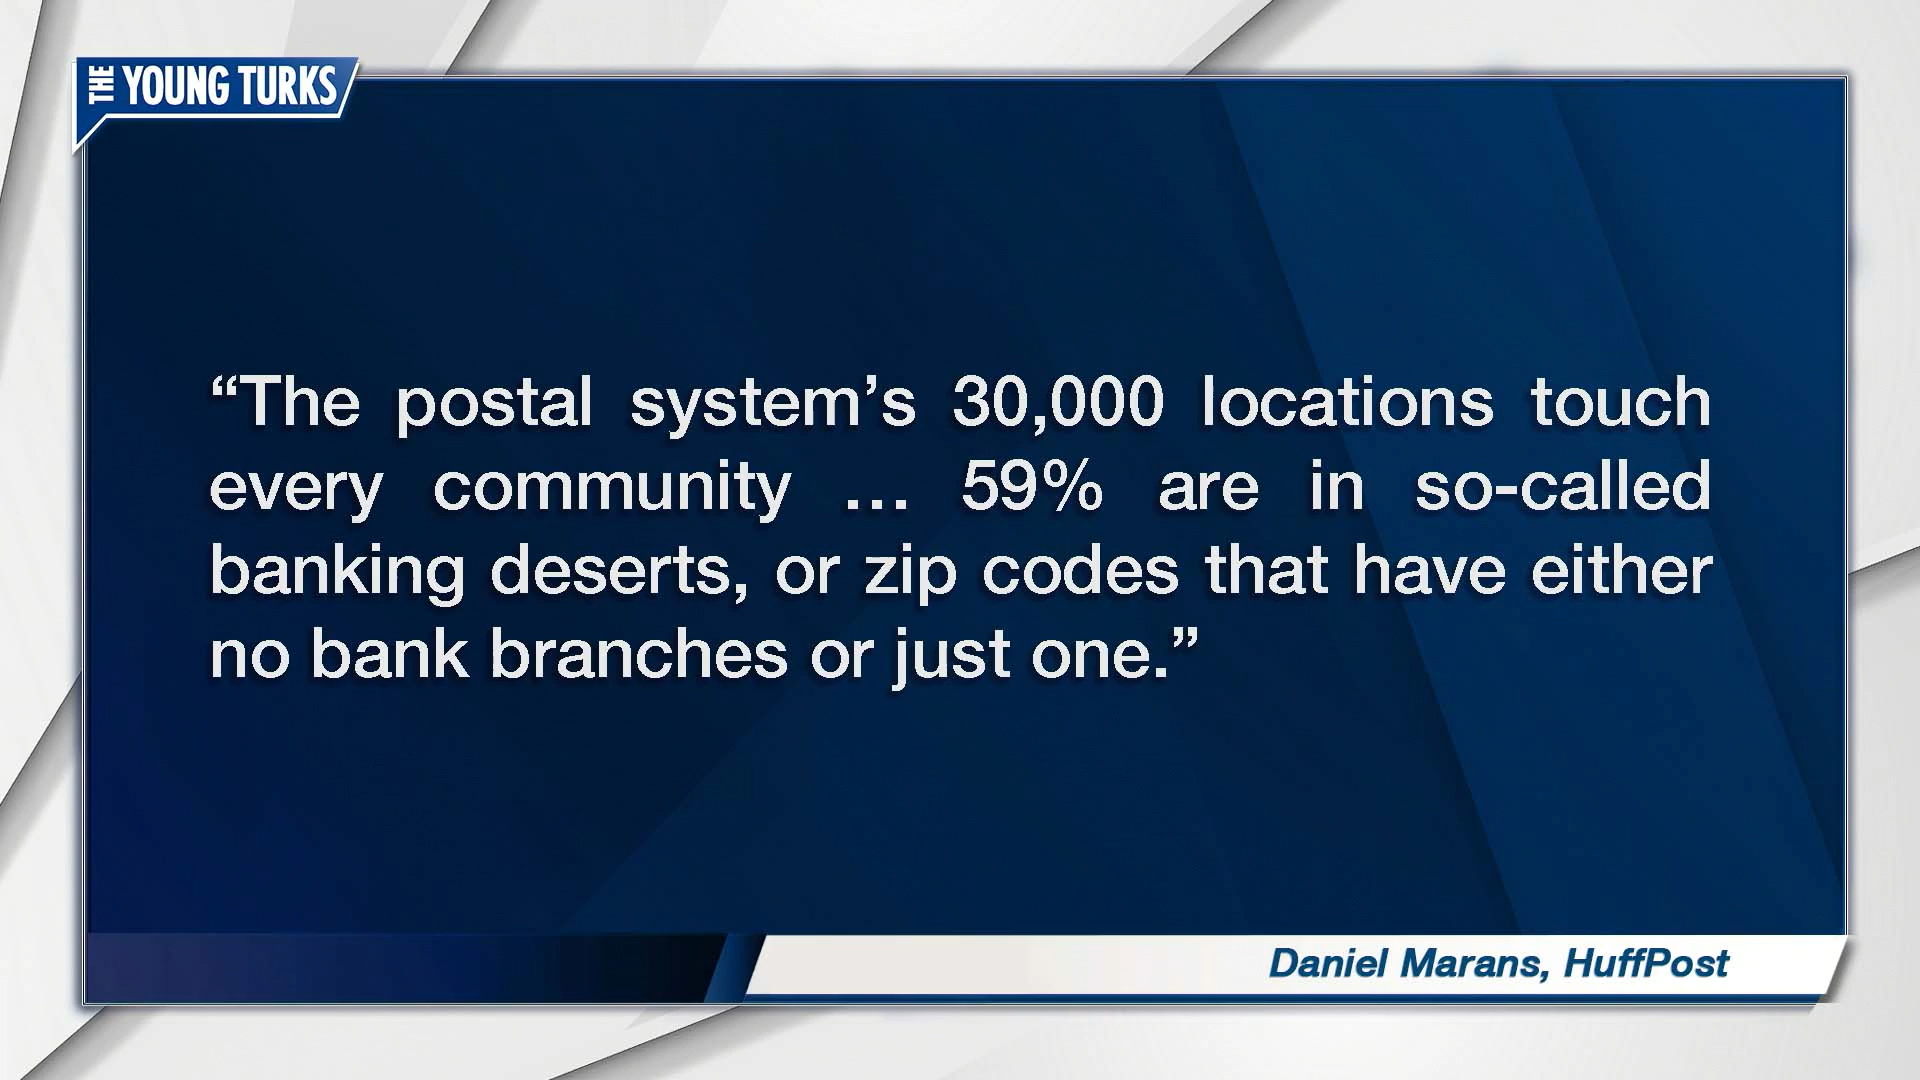 THE YOUNG TURKS
“The postal system’s 30,000 locations touch
every community … 59% are in so-called
banking deserts, or zip codes that have either
no bank branches or just one.”
Daniel Marans, HuffPost